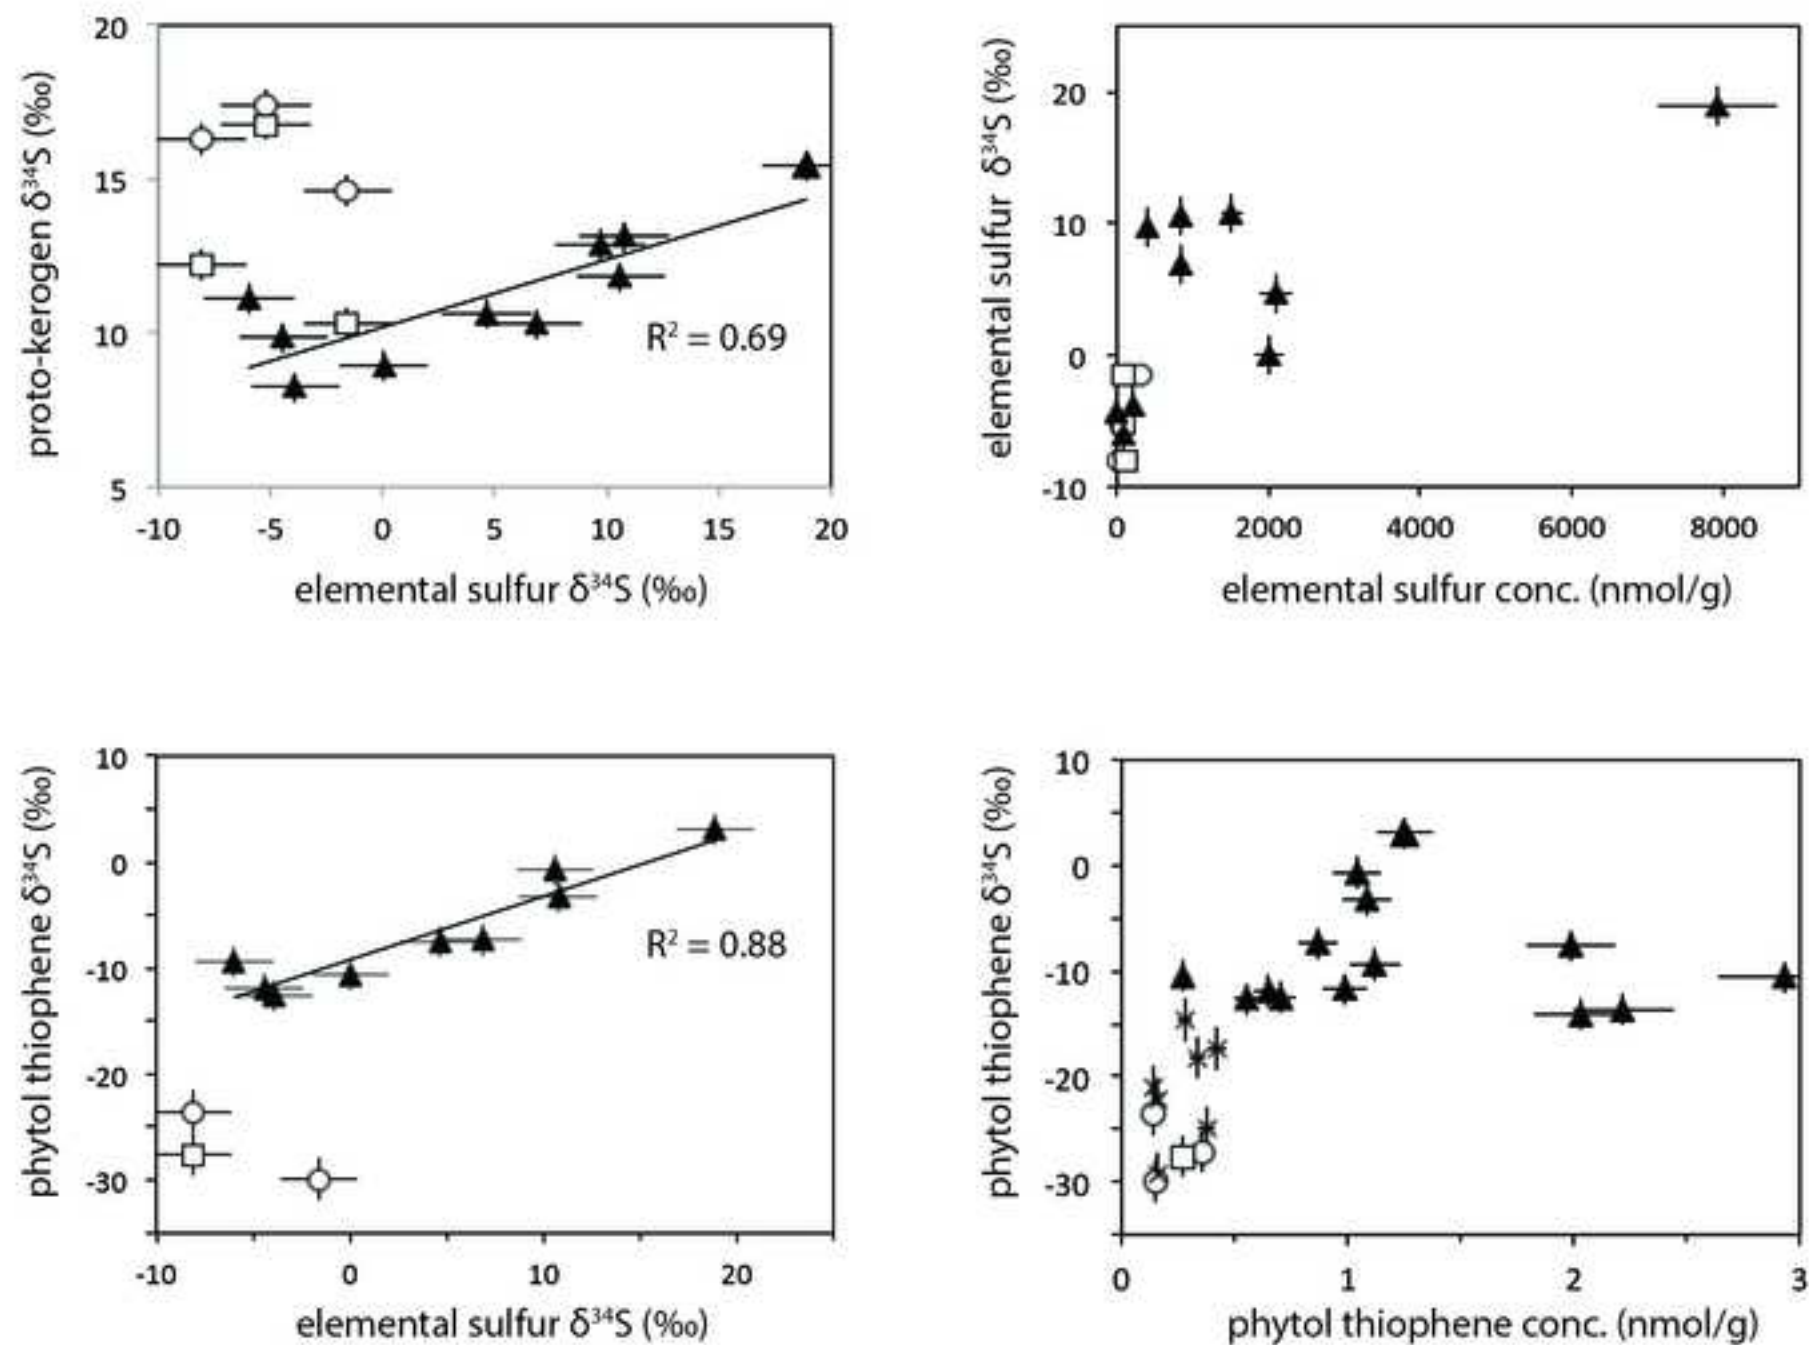 proto-kerogen δ³⁴S (‰)
20
15
10
5
R² = 0.69
-10 -5 0 5 10 15 20
elemental sulfur δ³⁴S (‰)
elemental sulfur δ³⁴S (‰)
20
10
0
-10
0 2000 4000 6000 8000
elemental sulfur conc. (nmol/g)
phytol thiophene δ³⁴S (‰)
10
0
-10
-20
-30
R² = 0.88
-10 0 10 20
elemental sulfur δ³⁴S (‰)
phytol thiophene δ³⁴S (‰)
10
0
-10
-20
-30
0 1 2 3
phytol thiophene conc. (nmol/g)